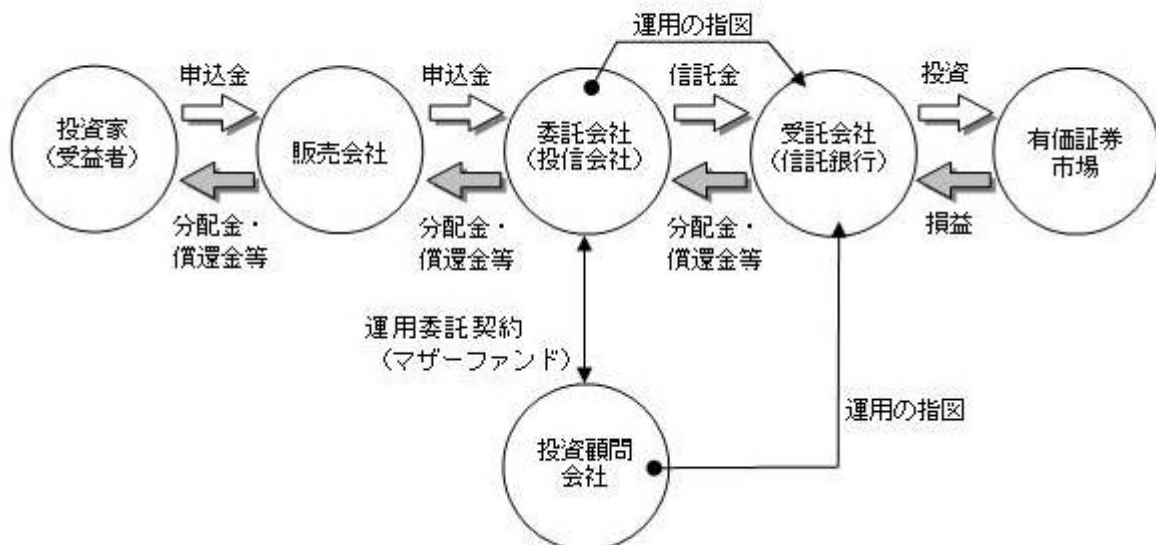 運用の指図
申込金
申込金
信託金
投資
投資家
（受益者）
販売会社
委託会社
（投信会社）
受託会社
（信託銀行）
有価証券
市場
分配金・
償還金等
分配金・
償還金等
分配金・
償還金等
損益
運用委託契約
（マザーファンド）
運用の指図
投資顧問
会社